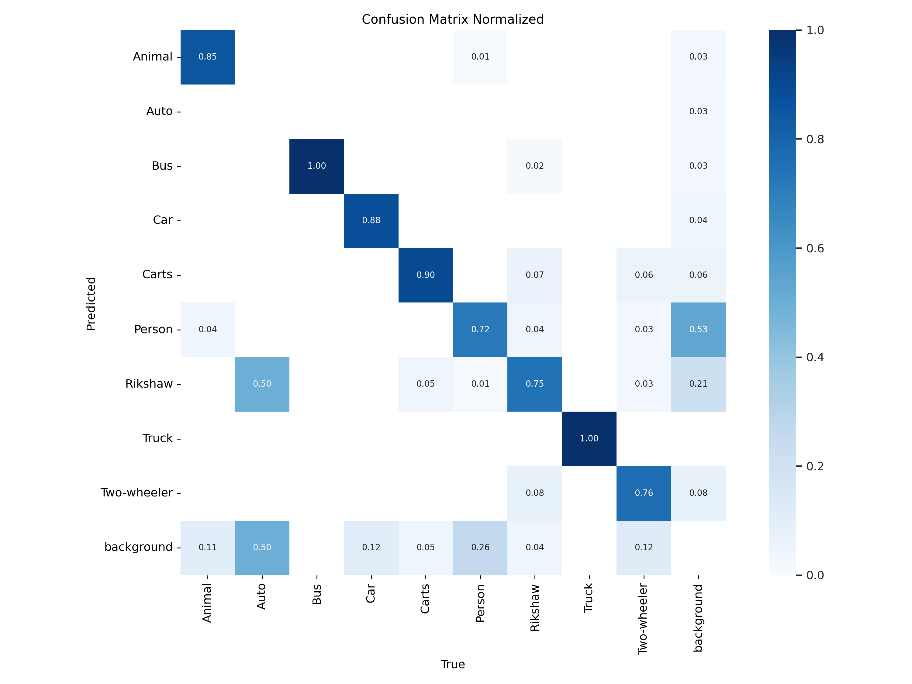 Confusion Matrix Normalized
Animal 0.85 0.01 0.03
Auto 0.03
Bus 1.00 0.02 0.03
Car 0.88 0.04
Carts 0.90 0.07 0.06 0.06
Person 0.04 0.72 0.04 0.03 0.53
Rikshaw 0.50 0.05 0.01 0.75 0.03 0.21
Truck 1.00
Two-wheeler 0.08 0.76 0.08
background 0.11 0.50 0.12 0.05 0.26 0.04 0.12
Predicted
Animal Auto Bus Car Carts Person Rikshaw Truck Two-wheeler background
True
1.0
0.8
0.6
0.4
0.2
0.0